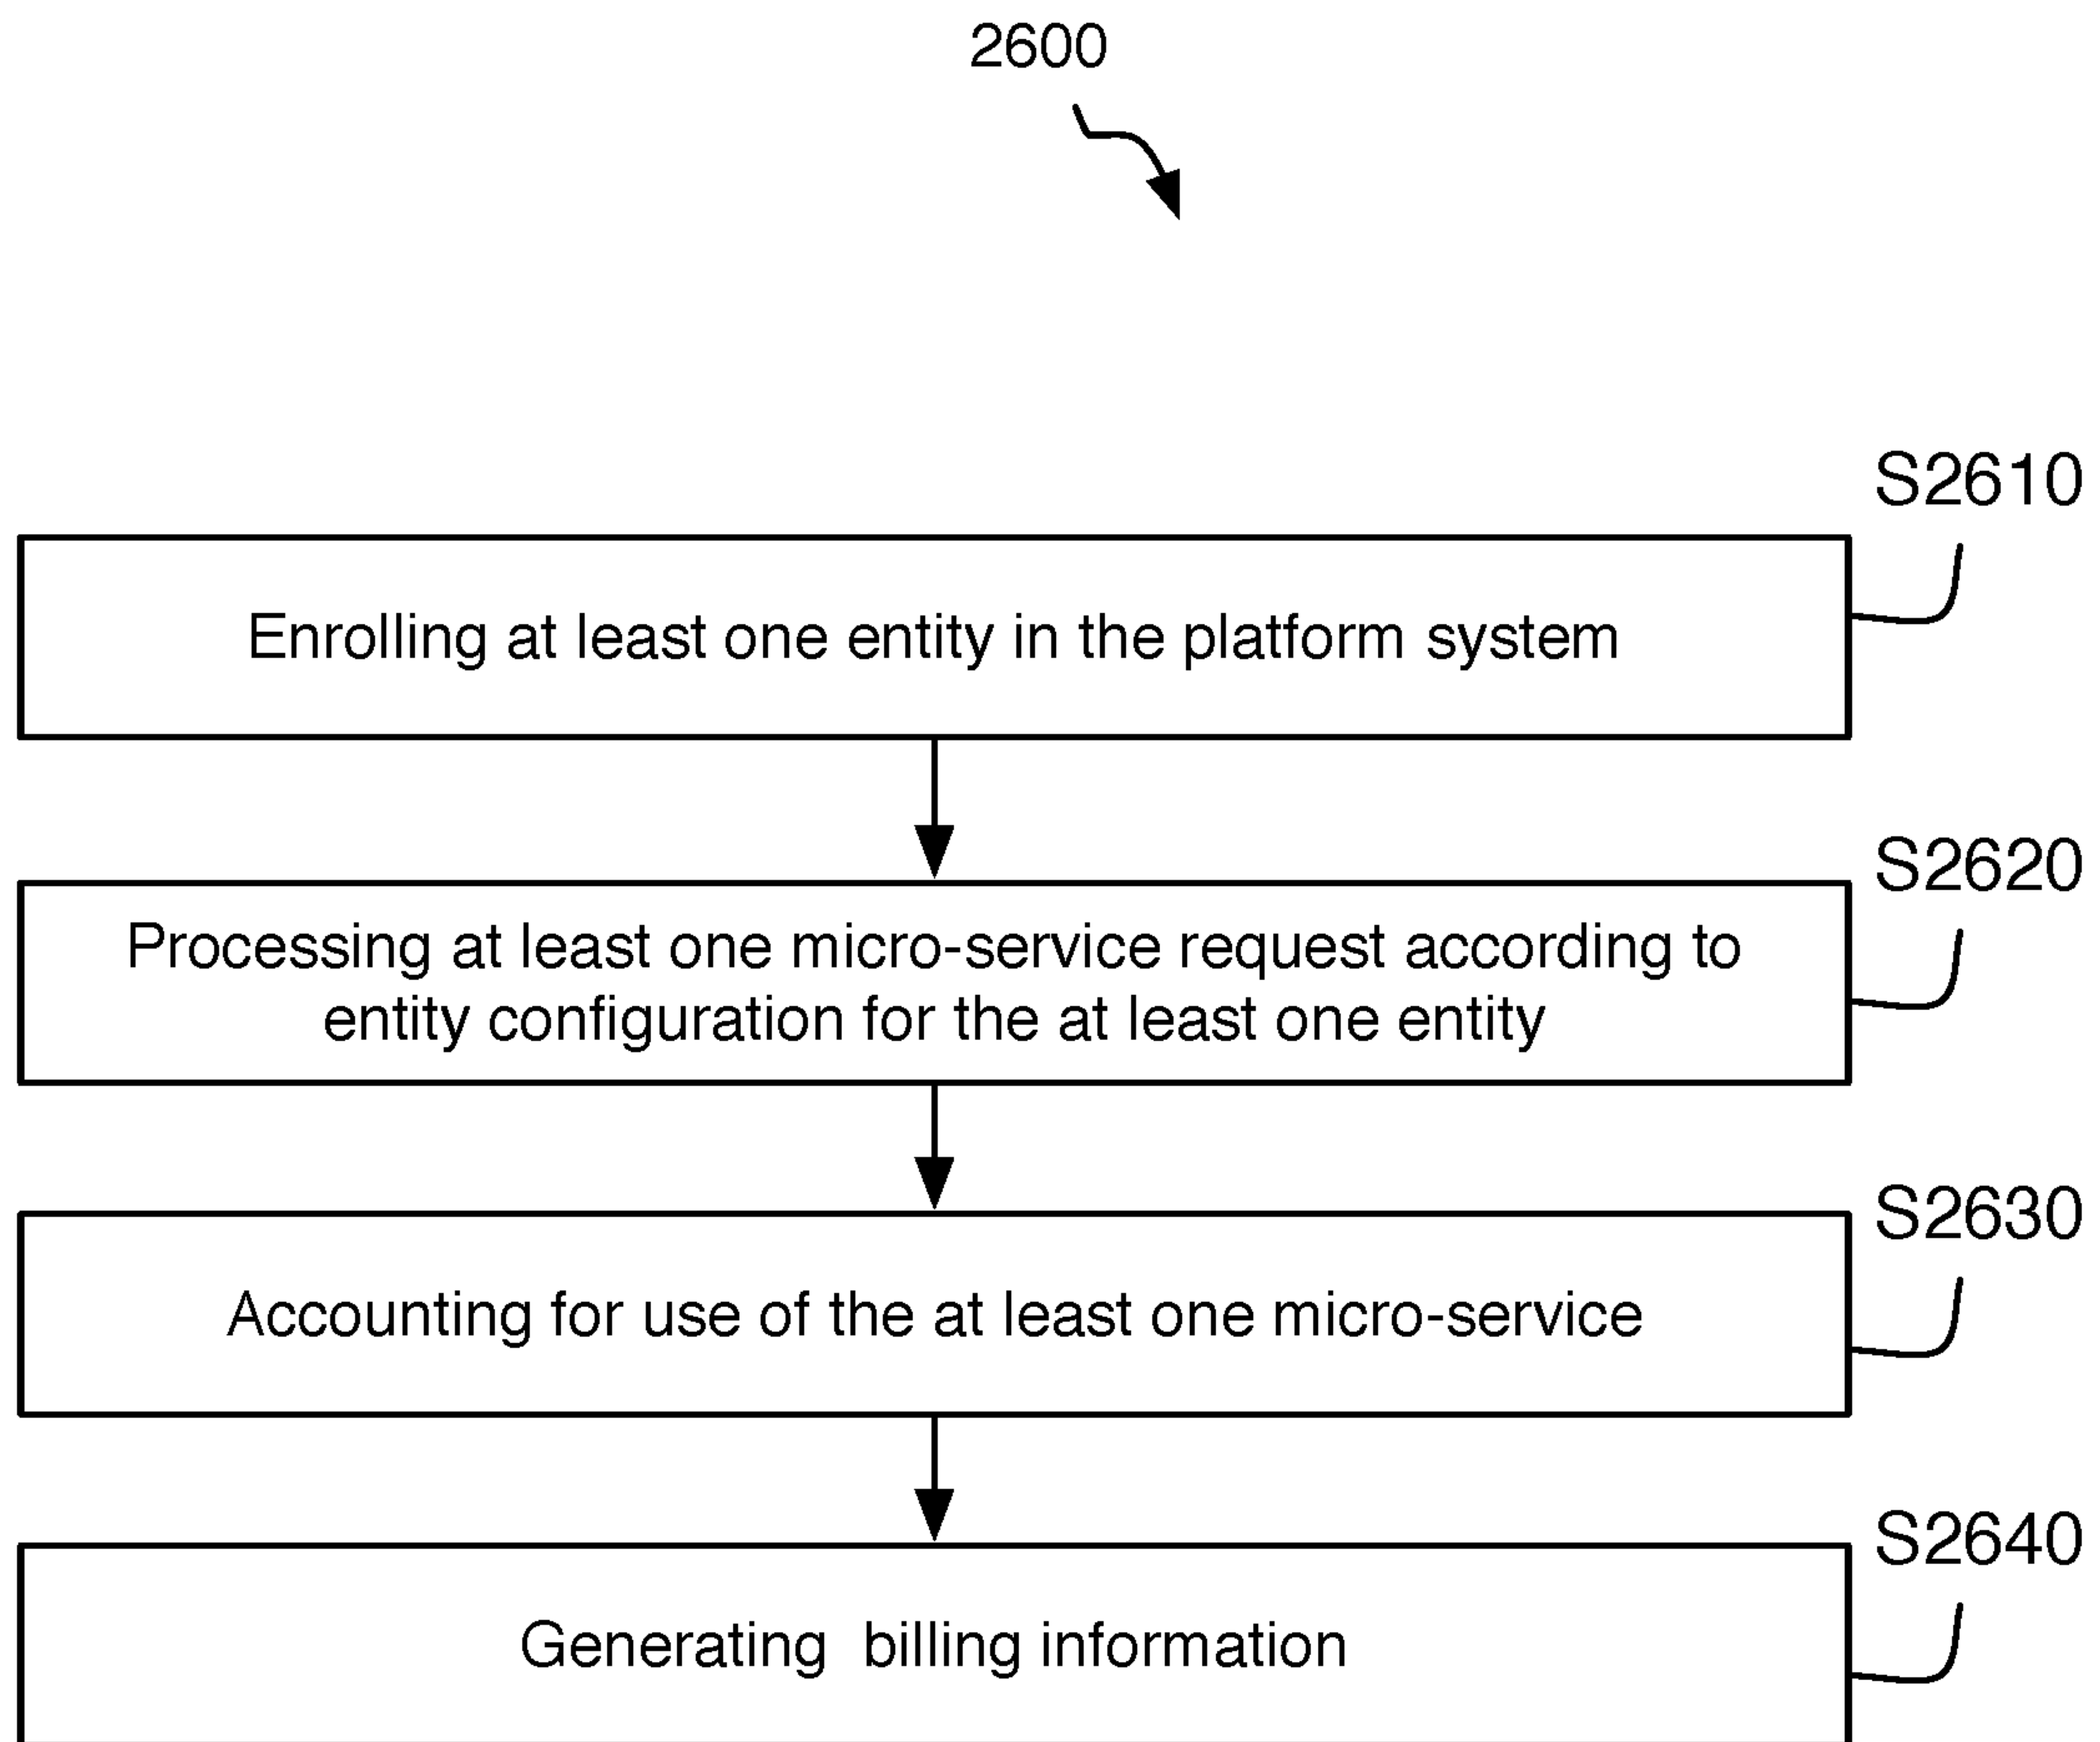 2600
S2610
Enrolling at least one entity in the platform system
S2620
Processing at least one micro-service request according to
entity configuration for the at least one entity
S2630
Accounting for use of the at least one micro-service
S2640
Generating billing information